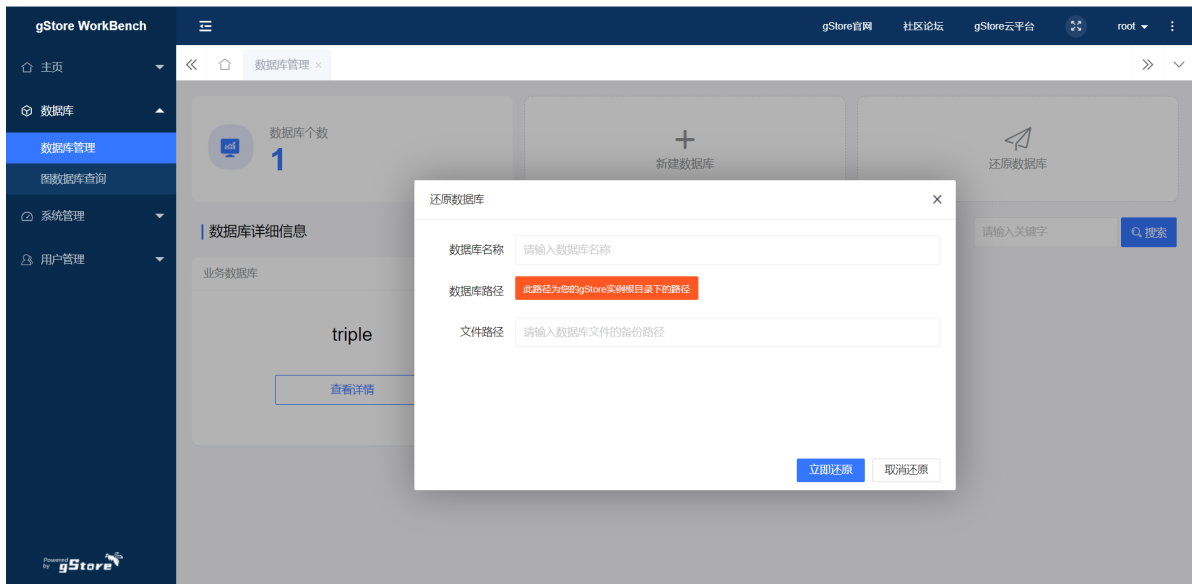 gStore WorkBench
gStore官网 社区论坛 gStore云平台 root
主页
数据库管理 ×
数据库
数据库管理
图数据库查询
系统管理
用户管理
数据库个数
1
新建数据库
还原数据库
数据库详细信息
请输入关键字
搜索
业务数据库
triple
查看详情
还原数据库
数据库名称 请输入数据库名称
数据库路径 此路径为您的gStore实例根目录下的路径
文件路径 请输入数据库文件的备份路径
立即还原 取消还原
Powered by gStore